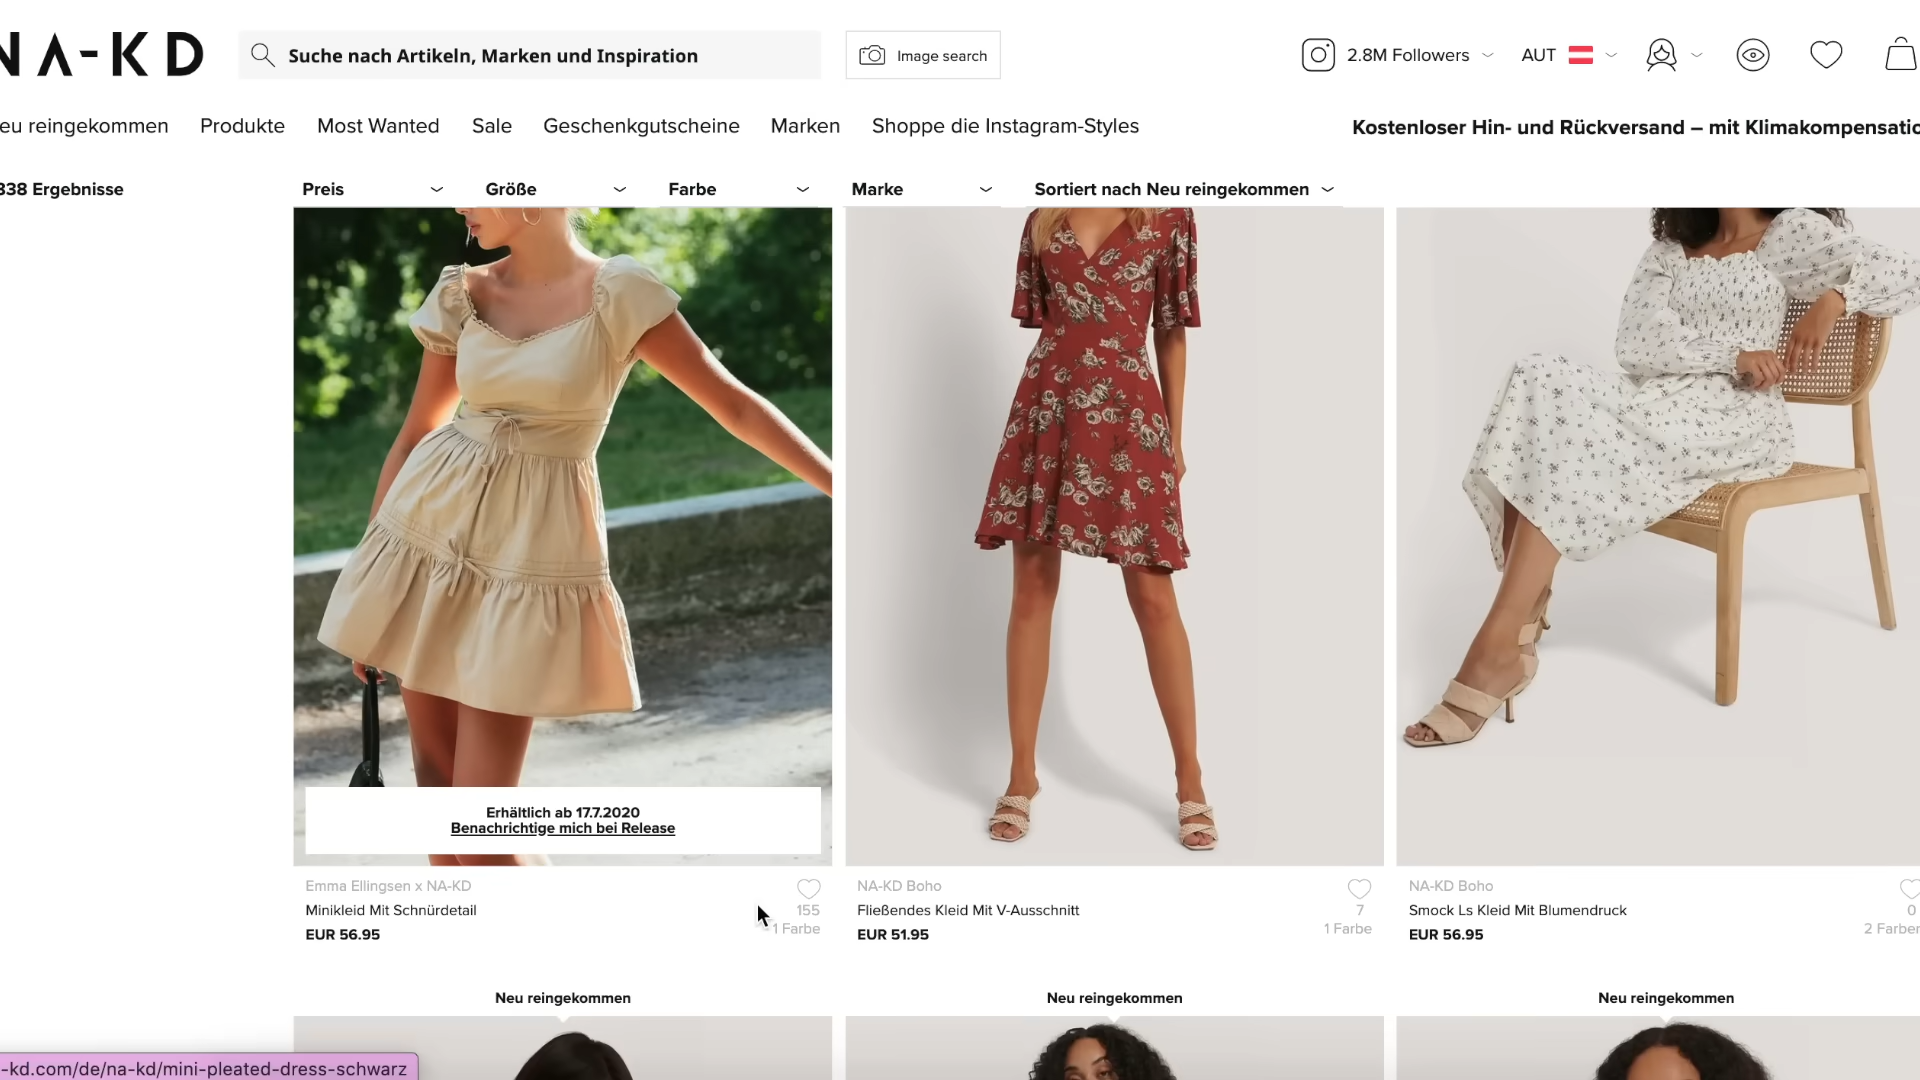 NA-KD
Suche nach Artikeln, Marken und Inspiration
Image search
2.8M Followers
AUT
eu reingekommen
Produkte
Most Wanted
Sale
Geschenkgutscheine
Marken
Shoppe die Instagram-Styles
Kostenloser Hin- und Rückversand – mit Klimakompensatio
338 Ergebnisse
Preis
Größe
Farbe
Marke
Sortiert nach Neu reingekommen
Erhältlich ab 17.7.2020
Benachrichtige mich bei Release
Emma Ellingsen x NA-KD
155
Minikleid Mit Schnürdetail
1 Farbe
EUR 56.95
NA-KD Boho
7
Fließendes Kleid Mit V-Ausschnitt
1 Farbe
EUR 51.95
NA-KD Boho
0
Smock Ls Kleid Mit Blumendruck
2 Farben
EUR 56.95
Neu reingekommen
Neu reingekommen
Neu reingekommen
-kd.com/de/na-kd/mini-pleated-dress-schwarz